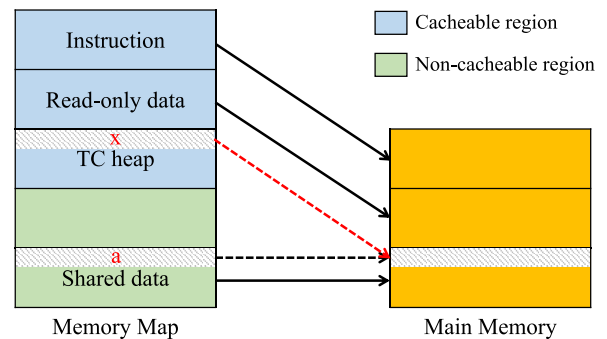 Instruction
Cacheable region
Non-cacheable region
Read-only data
x
TC heap
a
Shared data
Memory Map
Main Memory